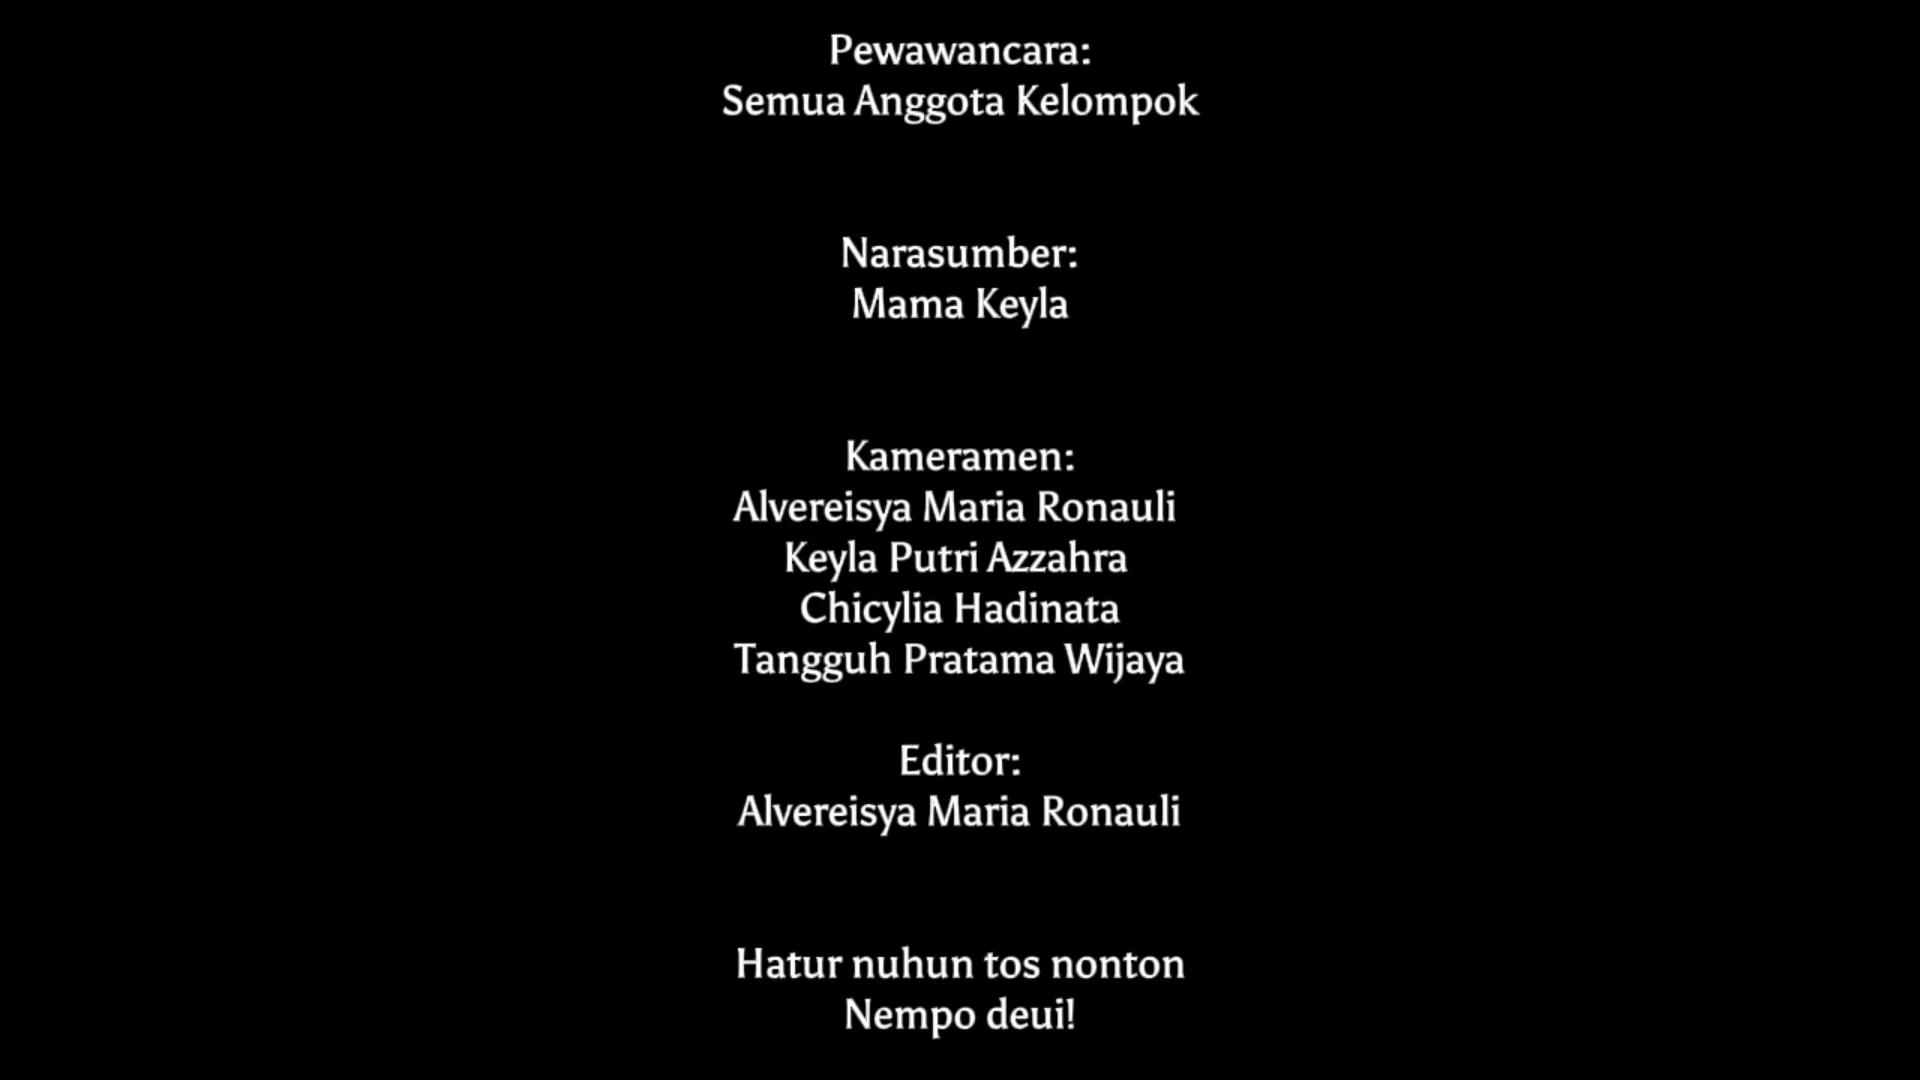 Pewawancara:
Semua Anggota Kelompok
Narasumber:
Mama Keyla
Kameramen:
Alvereisya Maria Ronauli
Keyla Putri Azzahra
Chicylia Hadinata
Tangguh Pratama Wijaya
Editor:
Alvereisya Maria Ronauli
Hatur nuhun tos nonton
Nempo deui!